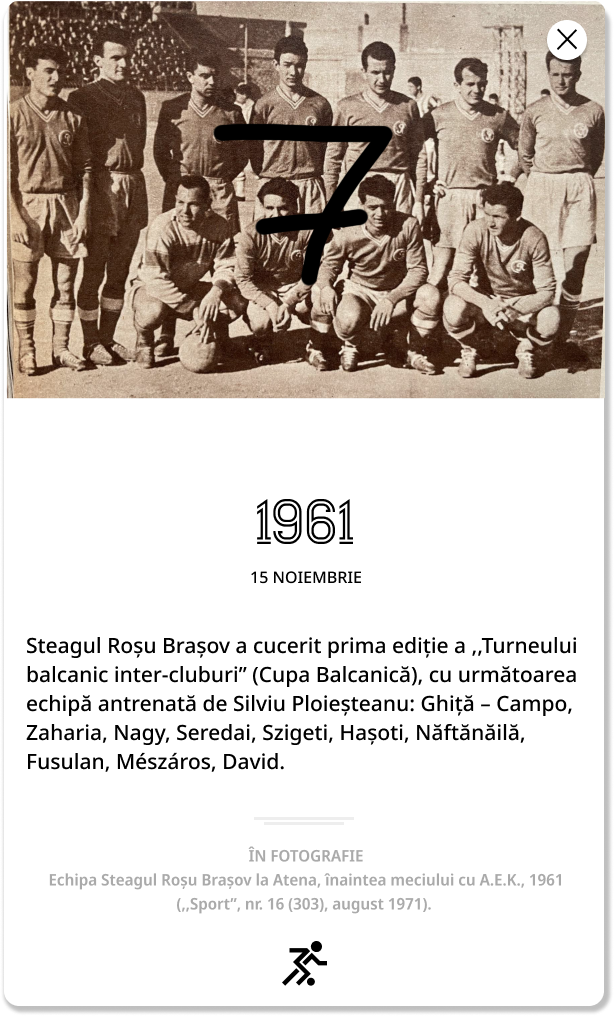 7
1961
15 NOIEMBRIE
Steagul Roșu Brașov a cucerit prima ediție a ,,Turneului
balcanic inter-cluburi” (Cupa Balcanică), cu următoarea
echipă antrenată de Silviu Ploieșteanu: Ghiță – Campo,
Zaharia, Nagy, Seredai, Szigeti, Hașoti, Năftănăilă,
Fusulan, Mészáros, David.
ÎN FOTOGRAFIE
Echipa Steagul Roșu Brașov la Atena, înaintea meciului cu A.E.K., 1961
(,,Sport”, nr. 16 (303), august 1971).